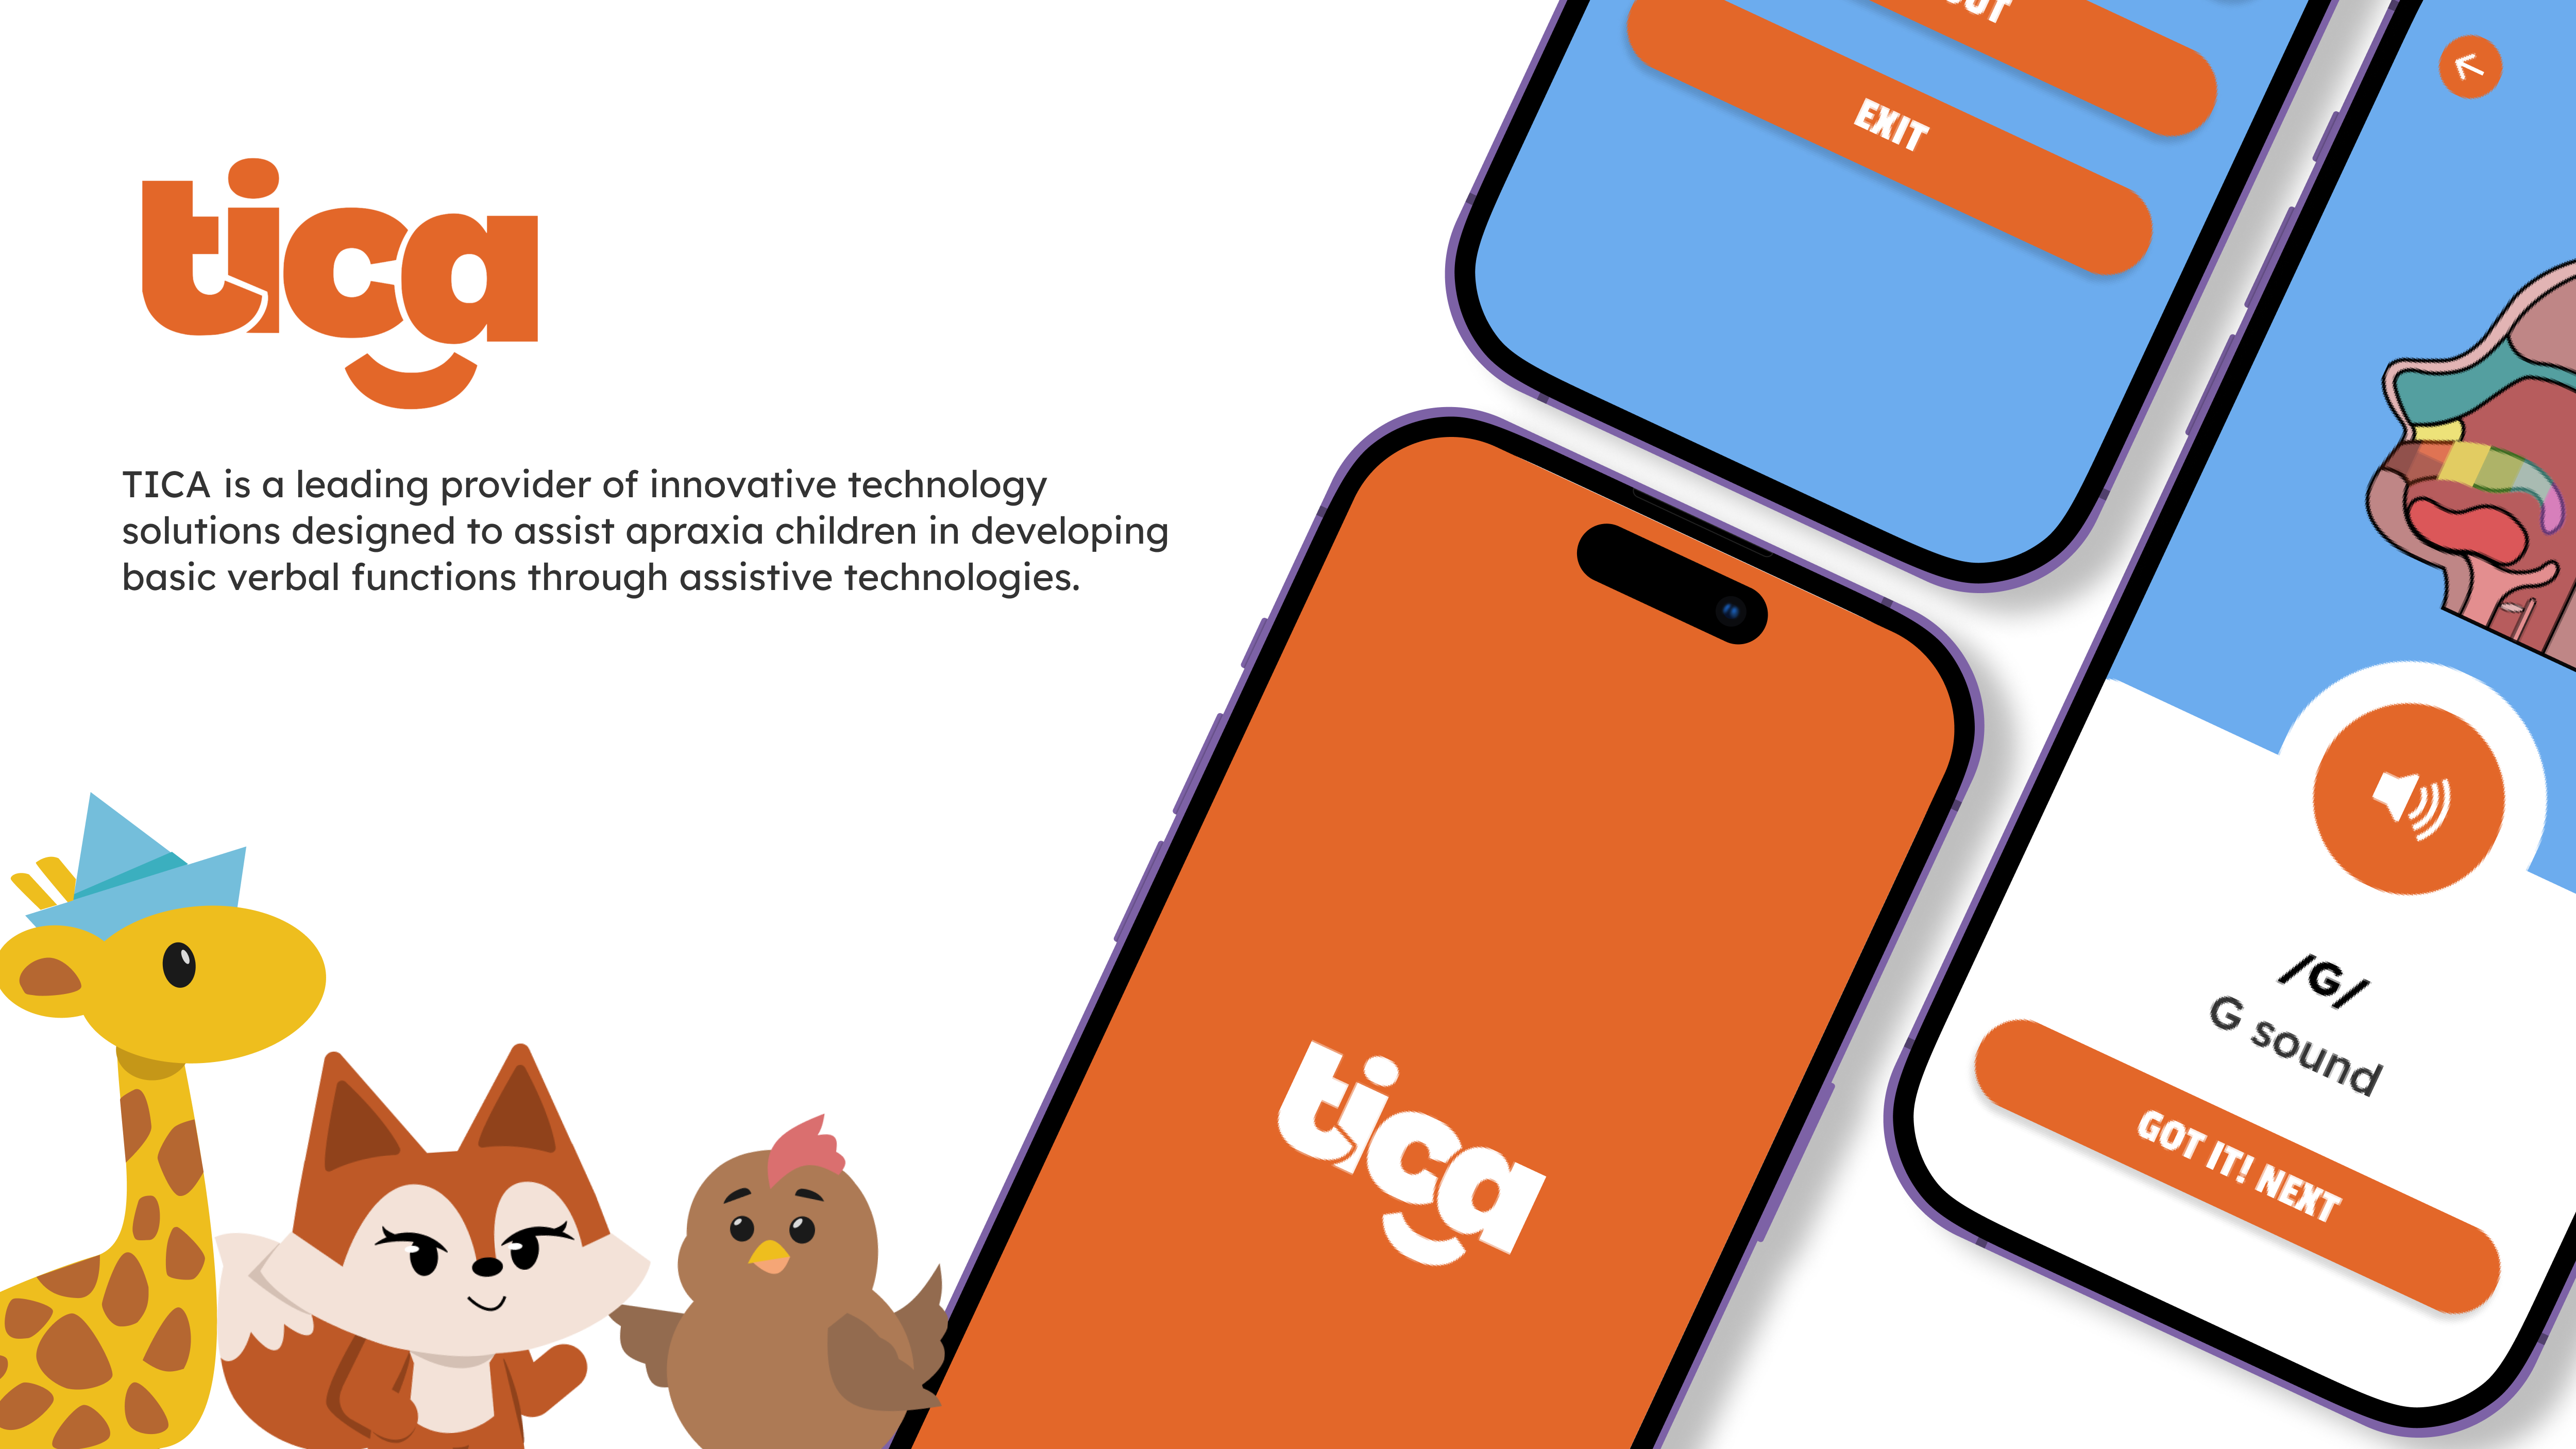 tica
TICA is a leading provider of innovative technology
solutions designed to assist apraxia children in developing
basic verbal functions through assistive technologies.
EXIT
tica
/G/
G sound
GOT IT! NEXT